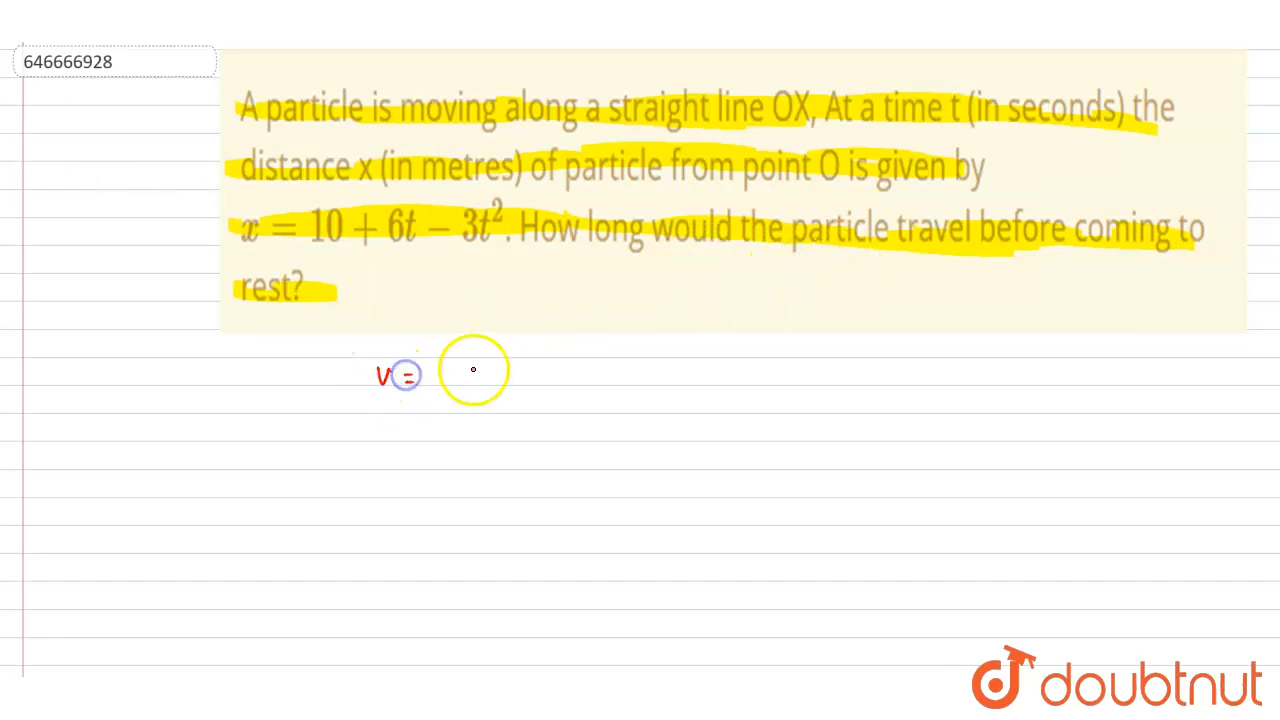 646666928
A particle is moving along a straight line OX, At a time t (in seconds) the
distance x (in metres) of particle from point O is given by
x = 10 + 6t − 3t². How long would the particle travel before coming to
rest?
V =
doubtnut